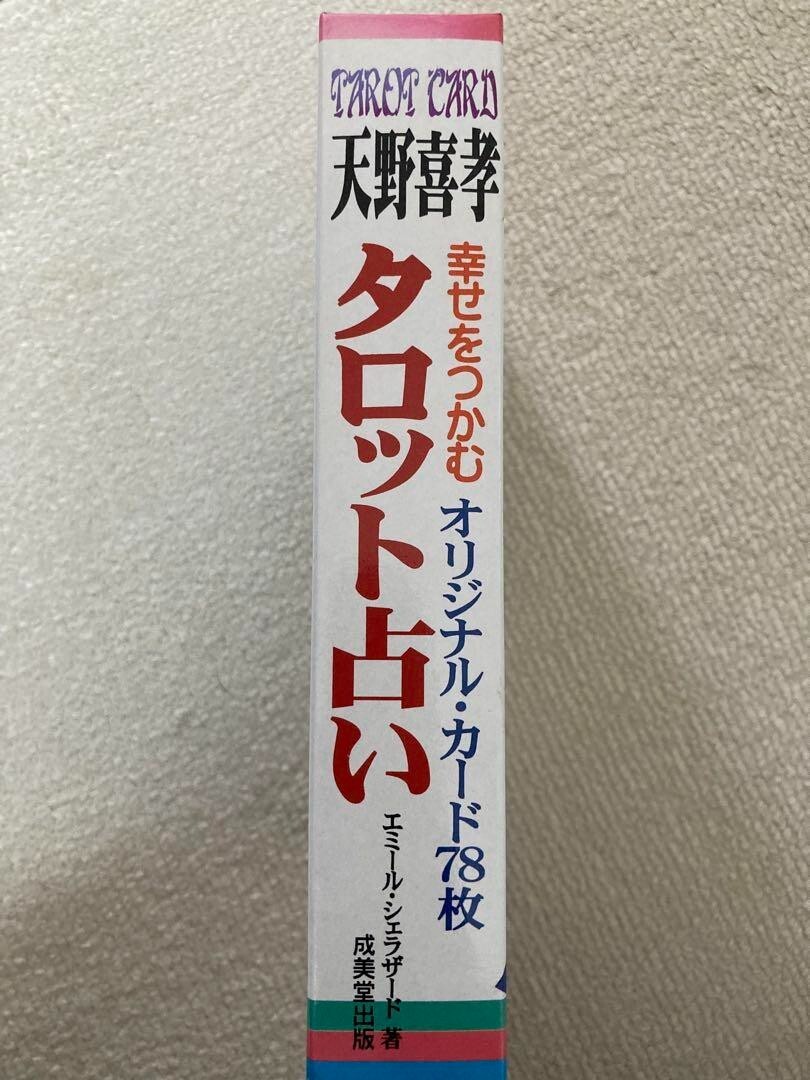 TAROT CARD
天野喜孝
幸せをつかむ
タロット占い
オリジナル・カード78枚
エミール・シェラザード 著
成美堂出版